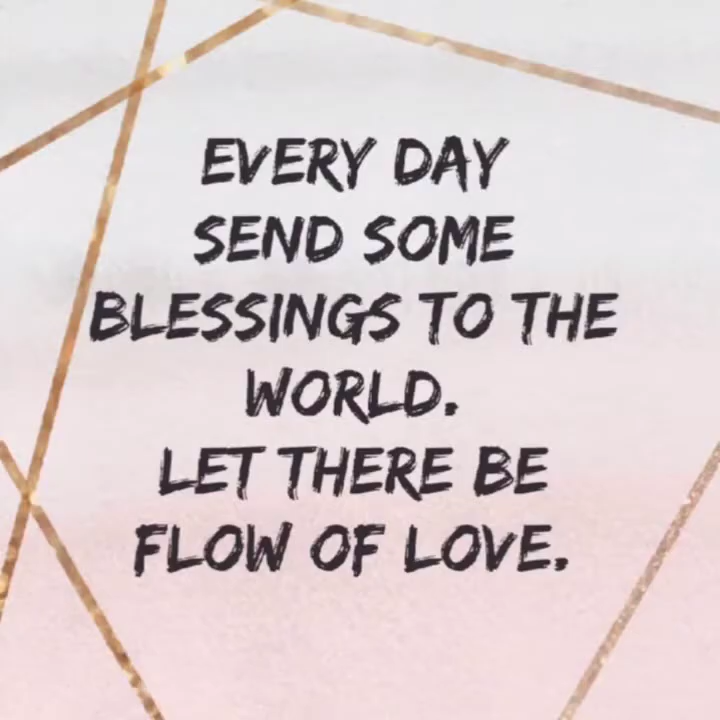 EVERY DAY
SEND SOME
BLESSINGS TO THE
WORLD.
LET THERE BE
FLOW OF LOVE.